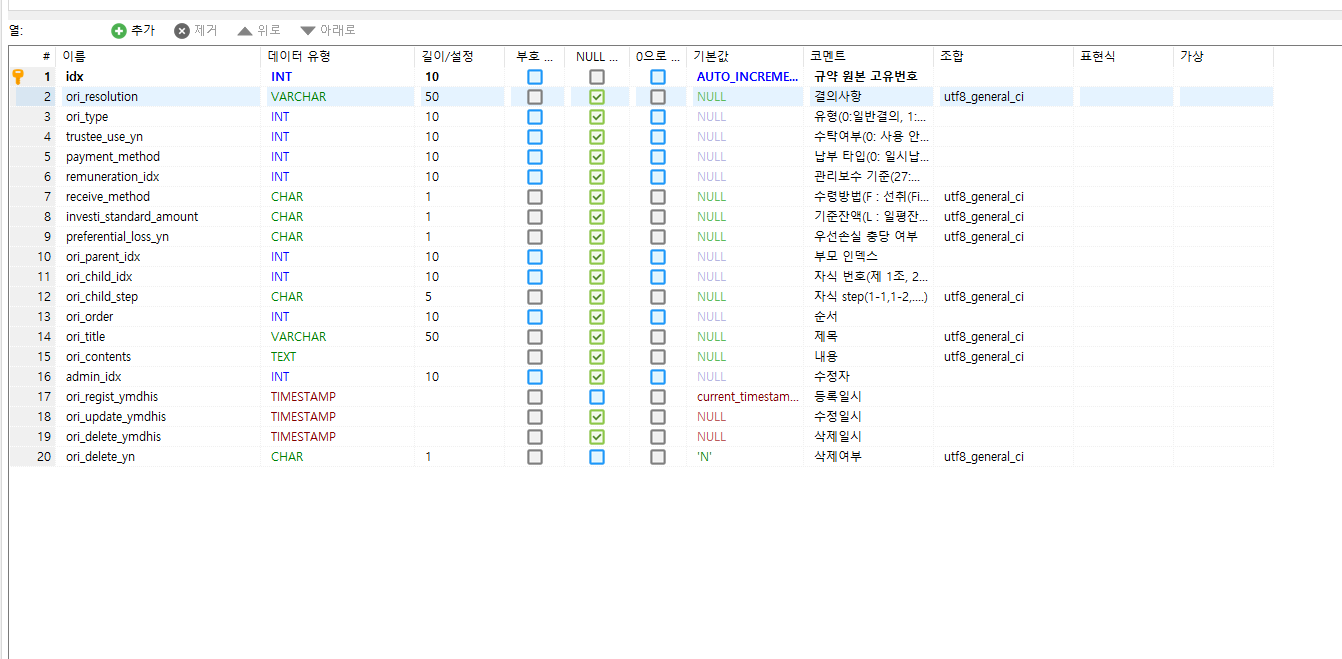 열: 추가 제거 위로 아래로
# 이름 데이터 유형 길이/설정 부호 ... NULL ... 0으로 ... 기본값 코멘트 조합 표현식 가상
1 idx INT 10 AUTO_INCREME... 규약 원본 고유번호
2 ori_resolution VARCHAR 50 NULL 결의사항 utf8_general_ci
3 ori_type INT 10 NULL 유형(0:일반결의, 1:...
4 trustee_use_yn INT 10 NULL 수탁여부(0: 사용 안...
5 payment_method INT 10 NULL 납부 타입(0: 일시납...
6 remuneration_idx INT 10 NULL 관리보수 기준(27:...
7 receive_method CHAR 1 NULL 수령방법(F : 선취(Fi... utf8_general_ci
8 investi_standard_amount CHAR 1 NULL 기준잔액(L : 일평잔... utf8_general_ci
9 preferential_loss_yn CHAR 1 NULL 우선손실 충당 여부 utf8_general_ci
10 ori_parent_idx INT 10 NULL 부모 인덱스
11 ori_child_idx INT 10 NULL 자식 번호(제 1조, 2...
12 ori_child_step CHAR 5 NULL 자식 step(1-1,1-2,....) utf8_general_ci
13 ori_order INT 10 NULL 순서
14 ori_title VARCHAR 50 NULL 제목 utf8_general_ci
15 ori_contents TEXT NULL 내용 utf8_general_ci
16 admin_idx INT 10 NULL 수정자
17 ori_regist_ymdhis TIMESTAMP current_timestam... 등록일시
18 ori_update_ymdhis TIMESTAMP NULL 수정일시
19 ori_delete_ymdhis TIMESTAMP NULL 삭제일시
20 ori_delete_yn CHAR 1 'N' 삭제여부 utf8_general_ci